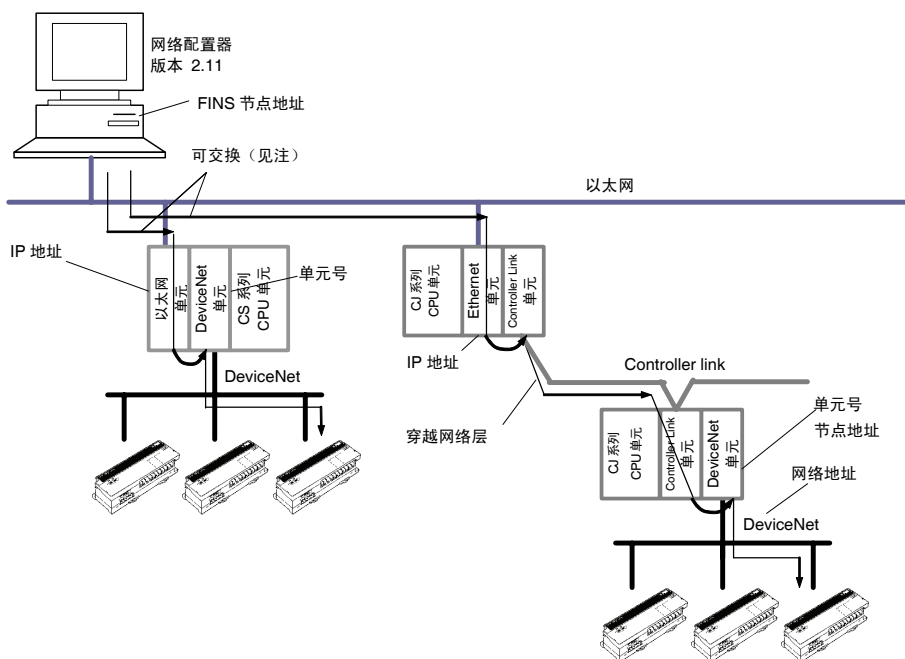 网络配置器
版本 2.11
FINS 节点地址
可交换（见注）
以太网
IP 地址
以太网
单元
DeviceNet
单元
CS 系列
CPU 单元
单元号
DeviceNet
CJ 系列
CPU 单元
Ethernet
单元
Controller Link
单元
IP 地址
Controller link
穿越网络层
CJ 系列
CPU 单元
Controller Link
单元
DeviceNet
单元
单元号
节点地址
网络地址
DeviceNet